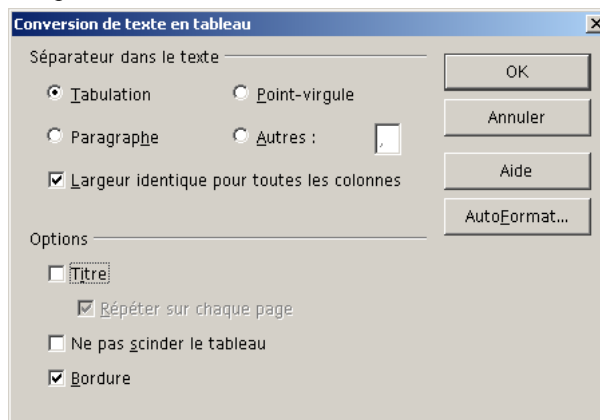 Conversion de texte en tableau
Séparateur dans le texte
Tabulation
Point-virgule
Paragraphe
Autres :
,
Largeur identique pour toutes les colonnes
OK
Annuler
Aide
AutoFormat...
Options
Titre
Répéter sur chaque page
Ne pas scinder le tableau
Bordure